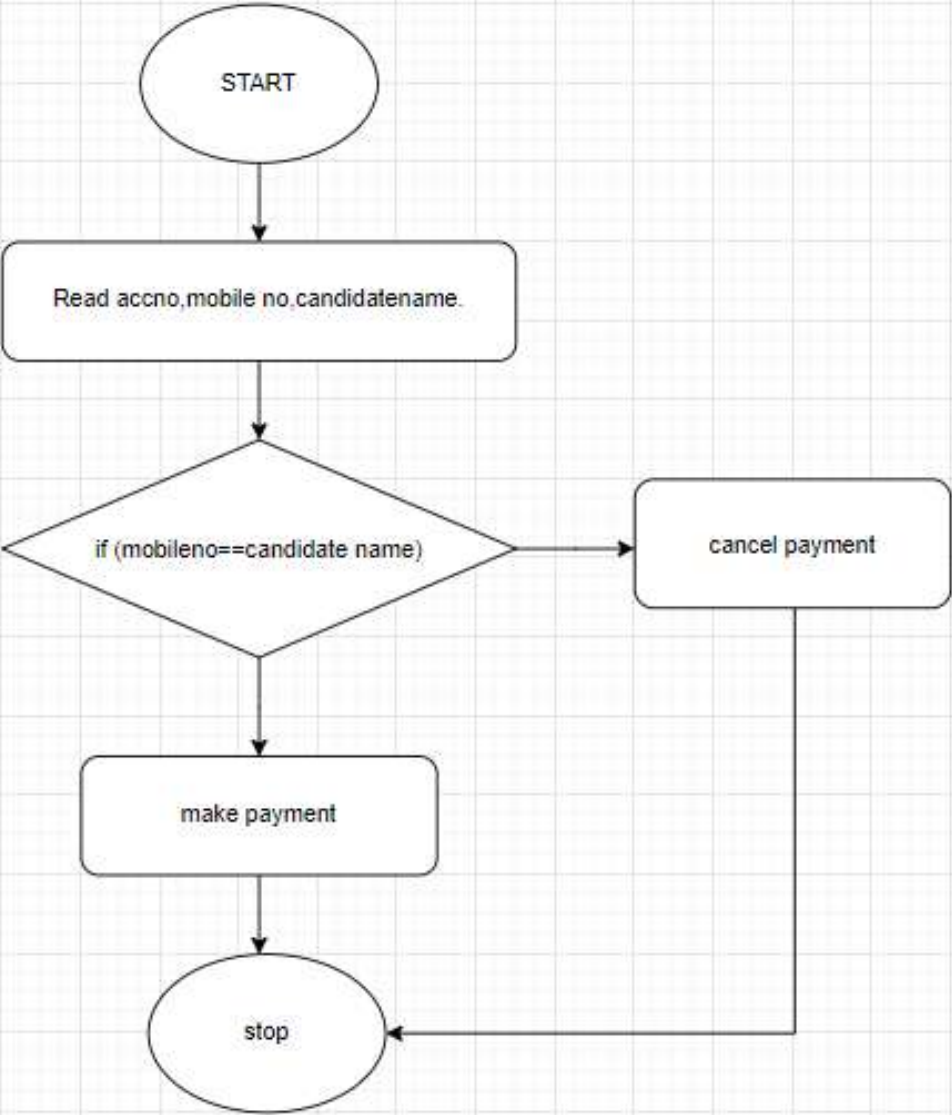 START
Read accno,mobile no,candidatename.
if (mobileno==candidate name)
cancel payment
make payment
stop